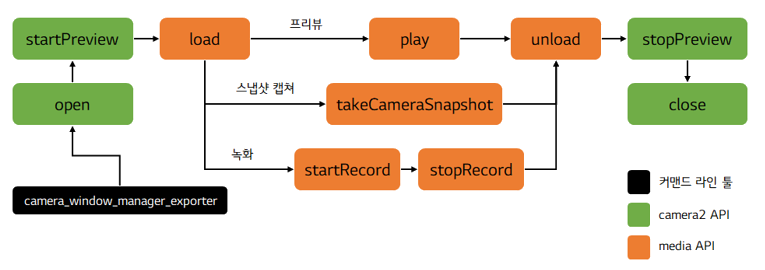 프리뷰
startPreview
load
play
unload
stopPreview
스냅샷 캡쳐
open
takeCameraSnapshot
close
녹화
startRecord
stopRecord
camera_window_manager_exporter
커맨드 라인 툴
camera2 API
media API